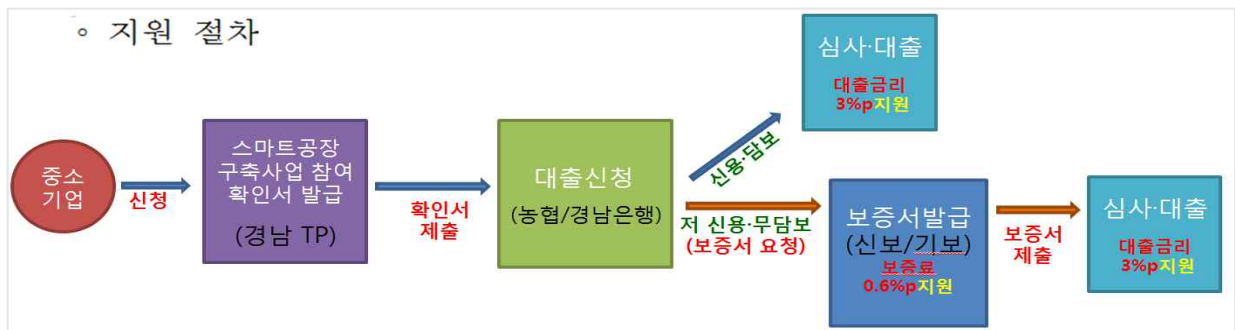 ◦ 지원 절차
중소
기업
신청
스마트공장
구축사업 참여
확인서 발급
(경남 TP)
확인서
제출
대출신청
(농협/경남은행)
신용·담보
심사·대출
대출금리
3%p지원
저 신용·무담보
(보증서 요청)
보증서발급
(신보/기보)
보증료
0.6%p지원
보증서
제출
심사·대출
대출금리
3%p지원